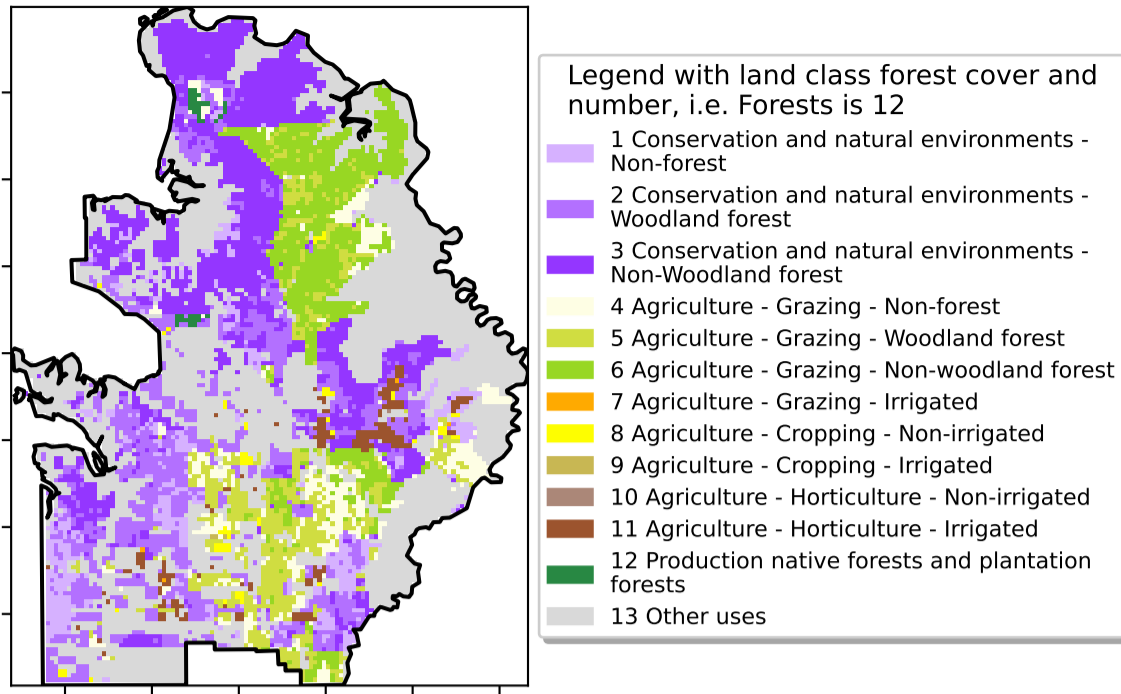 Legend with land class forest cover and
number, i.e. Forests is 12
1 Conservation and natural environments -
Non-forest
2 Conservation and natural environments -
Woodland forest
3 Conservation and natural environments -
Non-Woodland forest
4 Agriculture - Grazing - Non-forest
5 Agriculture - Grazing - Woodland forest
6 Agriculture - Grazing - Non-woodland forest
7 Agriculture - Grazing - Irrigated
8 Agriculture - Cropping - Non-irrigated
9 Agriculture - Cropping - Irrigated
10 Agriculture - Horticulture - Non-irrigated
11 Agriculture - Horticulture - Irrigated
12 Production native forests and plantation
forests
13 Other uses